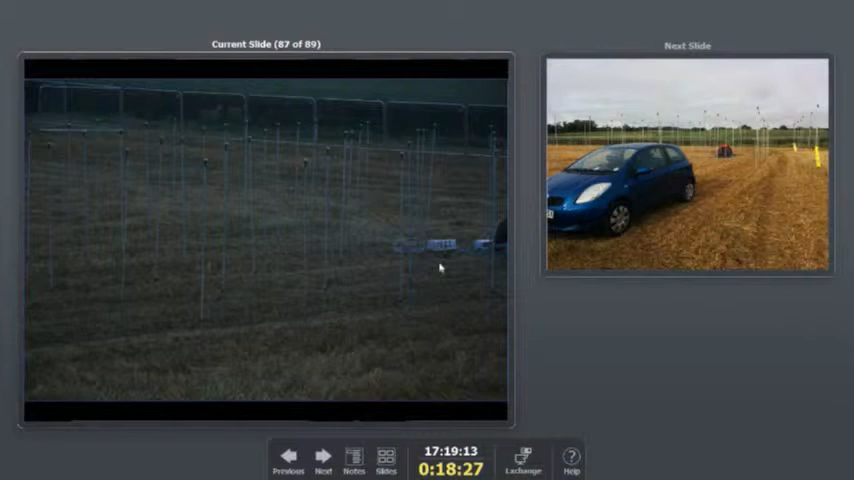 Current Slide (87 of 89)
Next Slide
Previous
Next
Notes
Slides
17:19:13
0:18:27
Exchange
Help